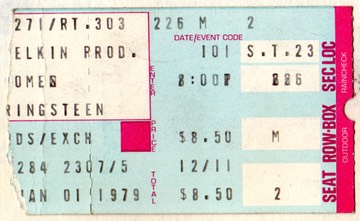 271/RT.303 226 M 2
DATE/EVENT CODE
ELKIN PROD. 101 S.T.23
OMES 8:00P 226
RINGSTEEN
ENTER PRICE & TOTAL
DS/EXCH $8.50 M
284 2307/5 12/11
JAN 01 1979 $8.50 2
SEAT ROW-BOX SEC LOC
OUTDOOR RAINCHECK